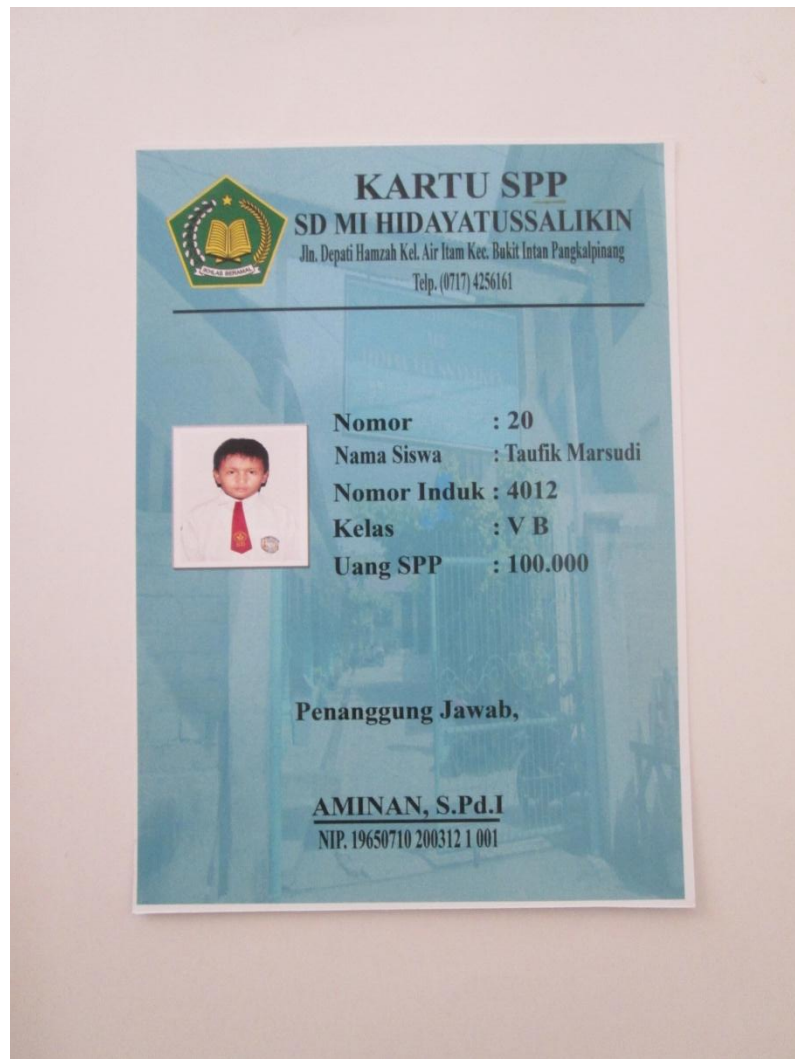 KARTU SPP
SD MI HIDAYATUSSALIKIN
Jln. Depati Hamzah Kel. Air Itam Kec. Bukit Intan Pangkalpinang
Telp. (0717) 4256161
IKHLAS BERAMAL
Nomor : 20
Nama Siswa : Taufik Marsudi
Nomor Induk : 4012
Kelas : V B
Uang SPP : 100.000
Penanggung Jawab,
AMINAN, S.Pd.I
NIP. 19650710 200312 1 001